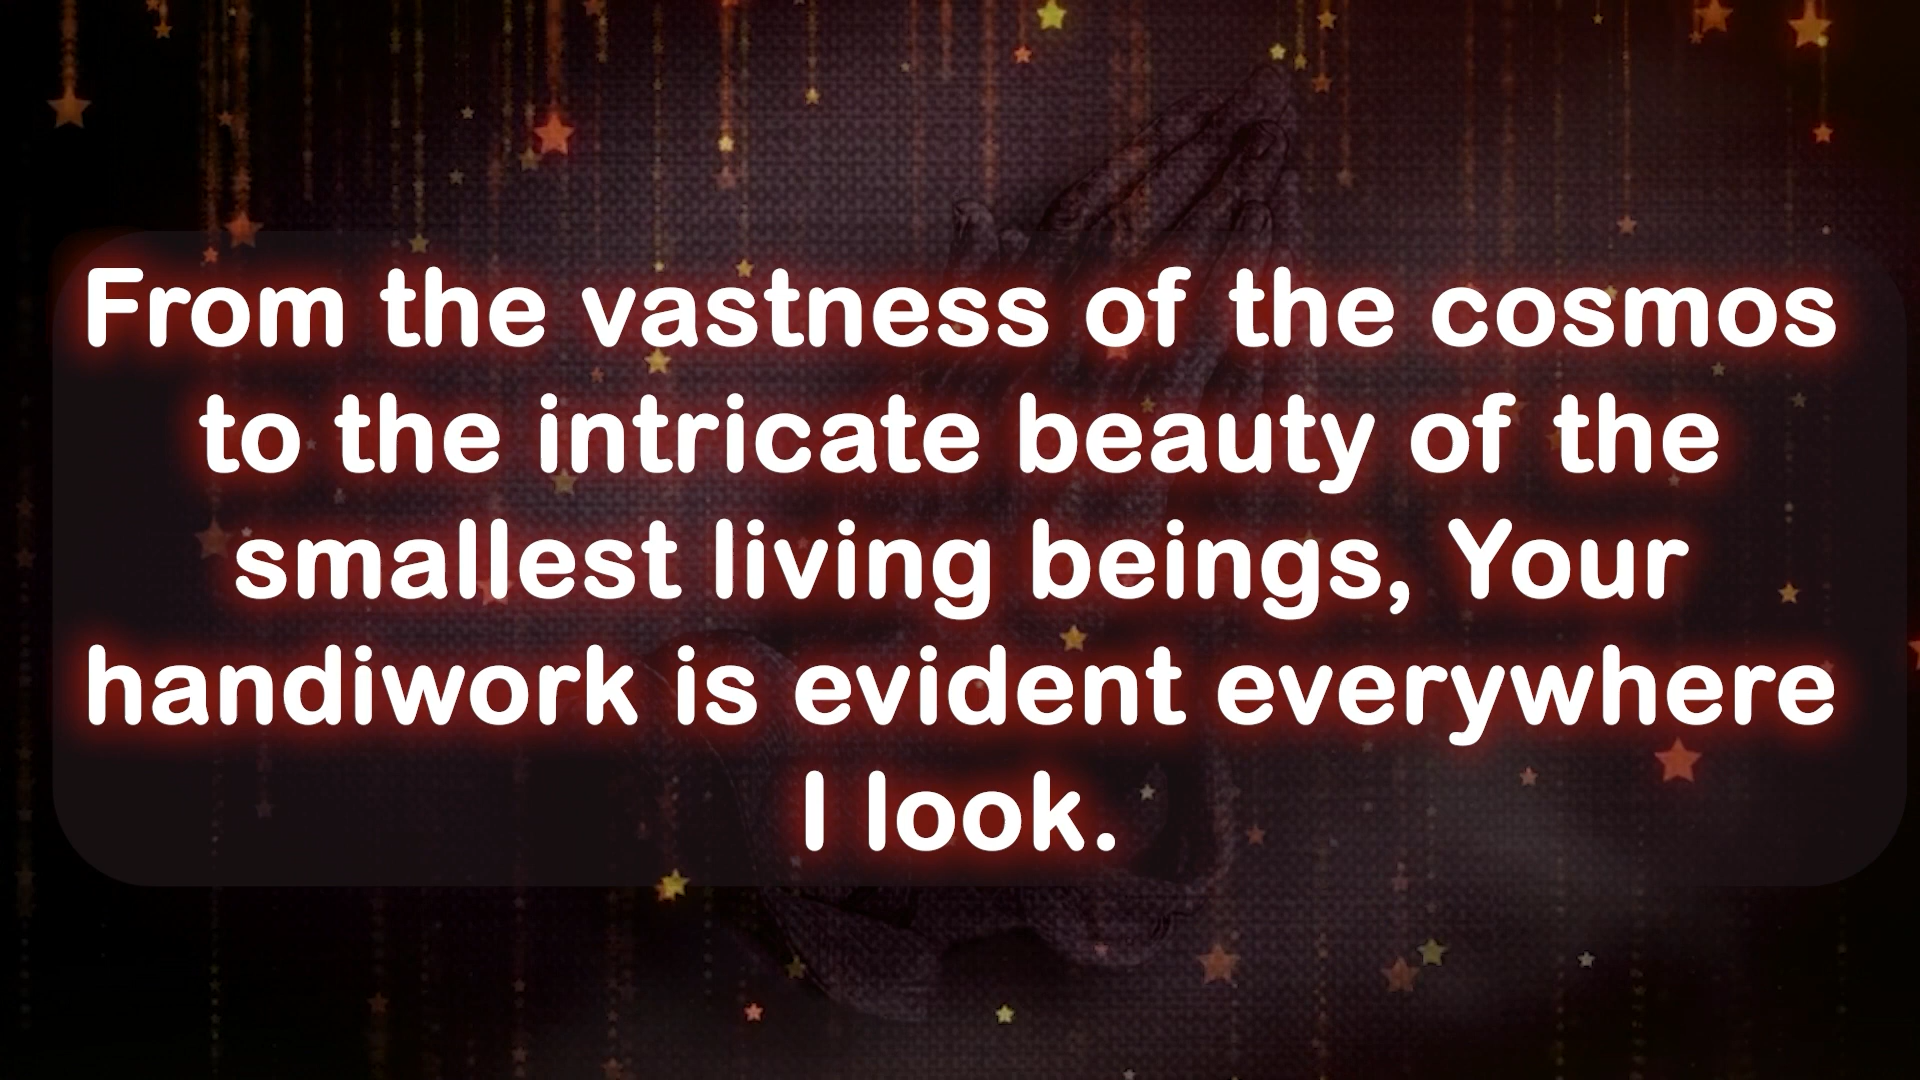 From the vastness of the cosmos
to the intricate beauty of the
smallest living beings, Your
handiwork is evident everywhere
I look.